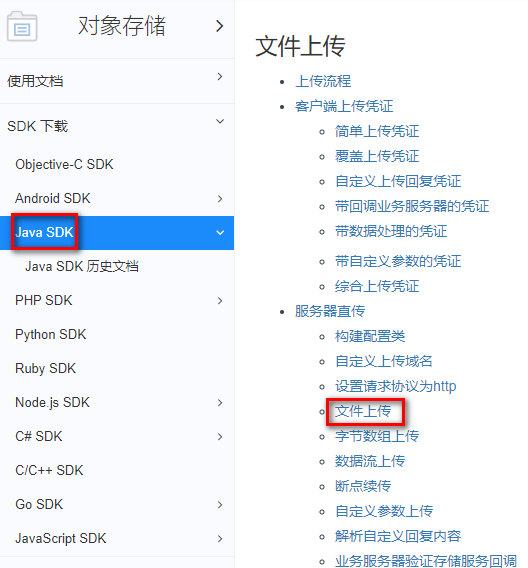 对象存储
使用文档
SDK 下载
Objective-C SDK
Android SDK
Java SDK
Java SDK 历史文档
PHP SDK
Python SDK
Ruby SDK
Node.js SDK
C# SDK
C/C++ SDK
Go SDK
JavaScript SDK
文件上传
上传流程
客户端上传凭证
简单上传凭证
覆盖上传凭证
自定义上传回复凭证
带回调业务服务器的凭证
带数据处理的凭证
带自定义参数的凭证
综合上传凭证
服务器直传
构建配置类
自定义上传域名
设置请求协议为http
文件上传
字节数组上传
数据流上传
断点续传
自定义参数上传
解析自定义回复内容
业务服务器验证存储服务回调